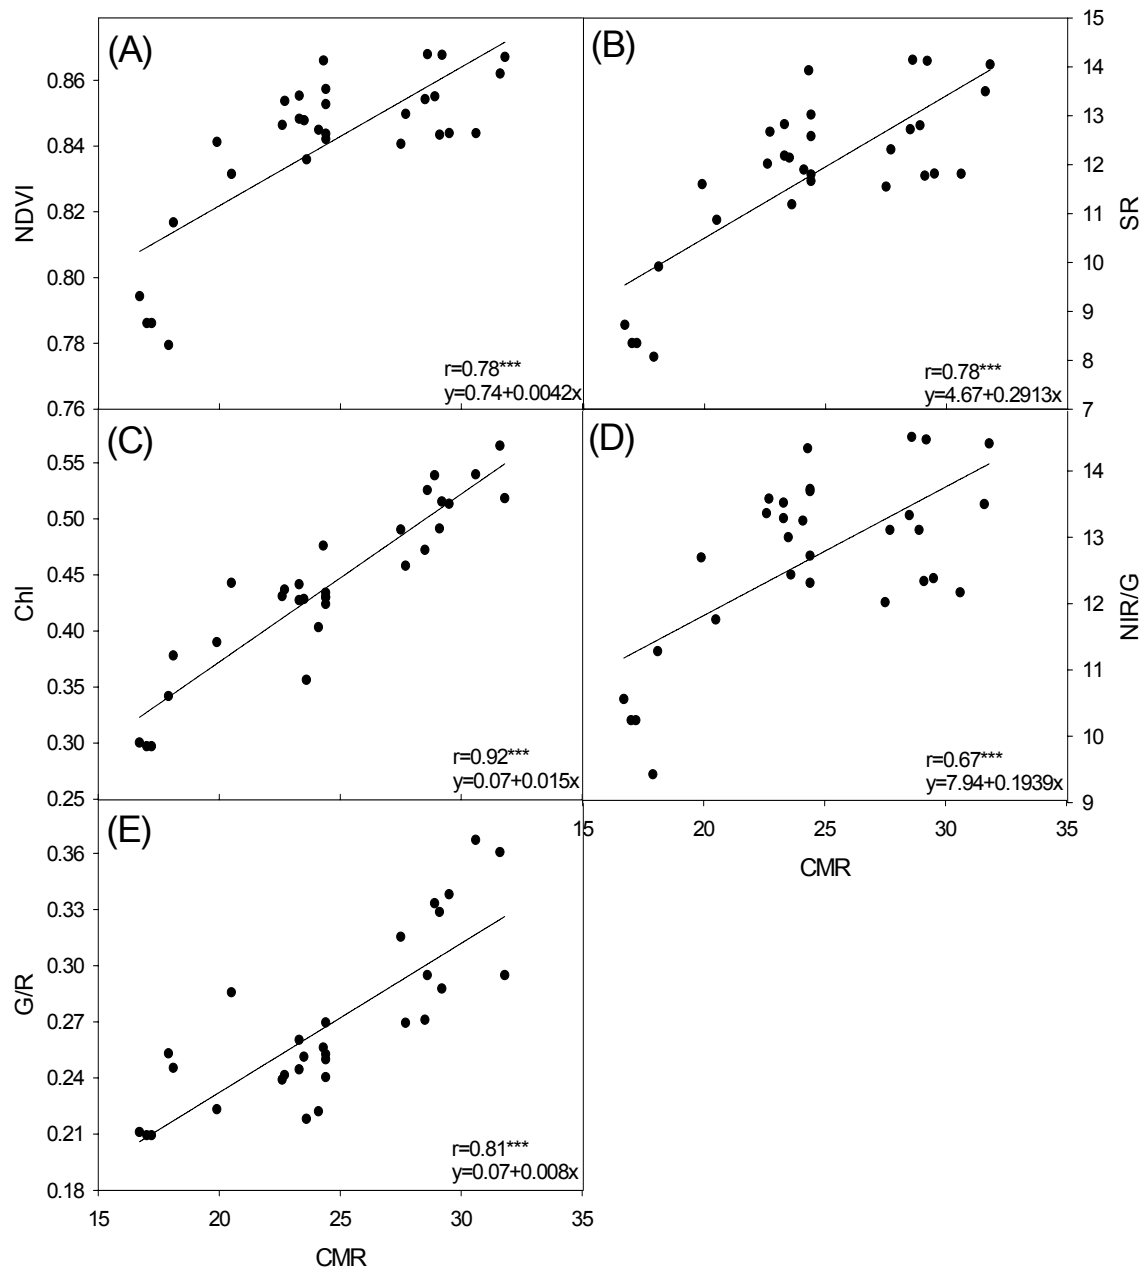 (A)
NDVI
0.86
0.84
0.82
0.80
0.78
0.76
r=0.78***
y=0.74+0.0042x
(B)
SR
15
14
13
12
11
10
9
8
7
r=0.78***
y=4.67+0.2913x
(C)
Chl
0.55
0.50
0.45
0.40
0.35
0.30
0.25
r=0.92***
y=0.07+0.015x
(D)
NIR/G
14
13
12
11
10
9
r=0.67***
y=7.94+0.1939x
15 20 25 30 35
CMR
(E)
G/R
0.36
0.33
0.30
0.27
0.24
0.21
0.18
r=0.81***
y=0.07+0.008x
15 20 25 30 35
CMR